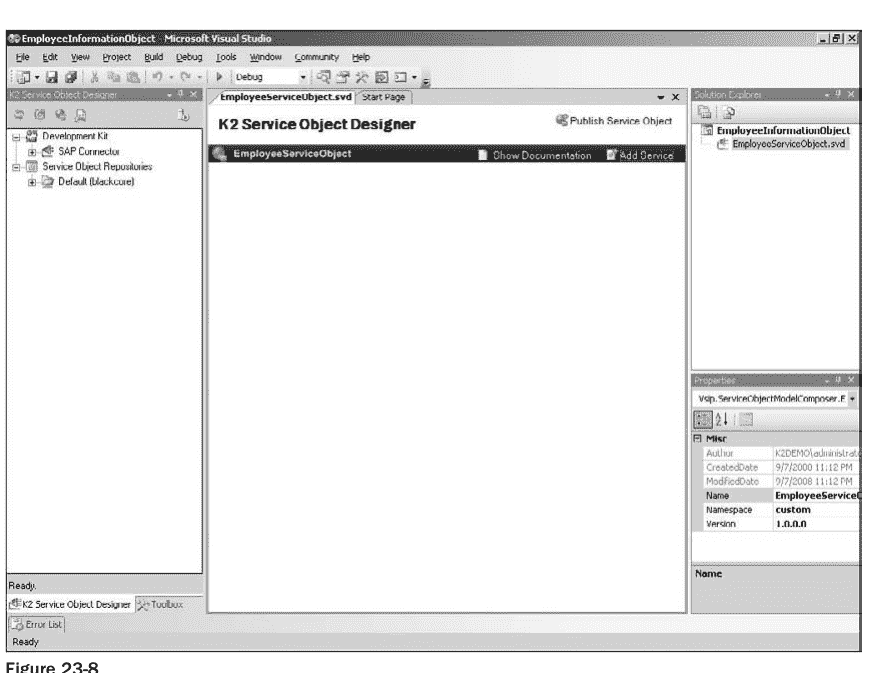 EmployeeInformationObject - Microsoft Visual Studio
File Edit View Project Build Debug Tools Window Community Help
Debug
K2 Service Object Designer
Development Kit
SAP Connector
Service Object Repositories
Default (blackcore)
Ready.
K2 Service Object Designer Toolbox
EmployeeServiceObject.svd Start Page
K2 Service Object Designer
Publish Service Object
EmployeeServiceObject
Show Documentation Add Service
Solution Explorer
EmployeeInformationObject
EmployeeServiceObject.svd
Properties
Vsip.ServiceObjectModelComposer.E
Misc
Author K2DEMO\administrato
CreatedDate 9/7/2008 11:12 PM
ModifiedDate 9/7/2008 11:12 PM
Name EmployeeServiceO
Namespace custom
Version 1.0.0.0
Name
Error List
Ready
Figure 23-8